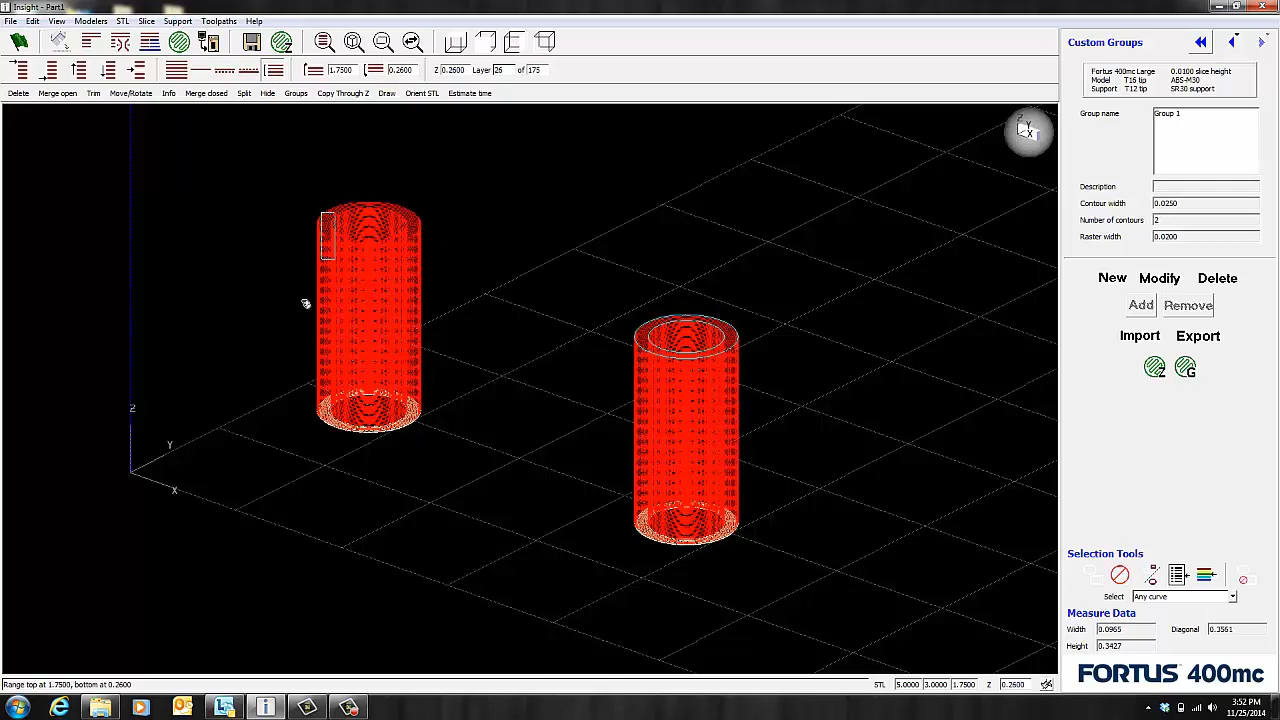 Insight - Part1
File Edit View Modelers STL Slice Support Toolpaths Help
1.7500 0.2600 Z 0.2600 Layer 26 of 175
Delete Merge open Trim Move/Rotate Info Merge closed Split Hide Groups Copy Through Z Draw Orient STL Estimate time
Z
Y
X
Z
Y
X
Range top at 1.7500, bottom at 0.2600
STL 5.0000 3.0000 1.7500 Z 0.2600
Custom Groups
Fortus 400mc Large 0.0100 slice height
Model T16 tip ABS-M30
Support T12 tip SR30 support
Group name Group 1
Description
Contour width 0.0250
Number of contours 2
Raster width 0.0200
New Modify Delete
Add Remove
Import Export
Z G
Selection Tools
Select Any curve
Measure Data
Width 0.0965 Diagonal 0.3561
Height 0.3427
FORTUS 400mc
3:52 PM
11/25/2014